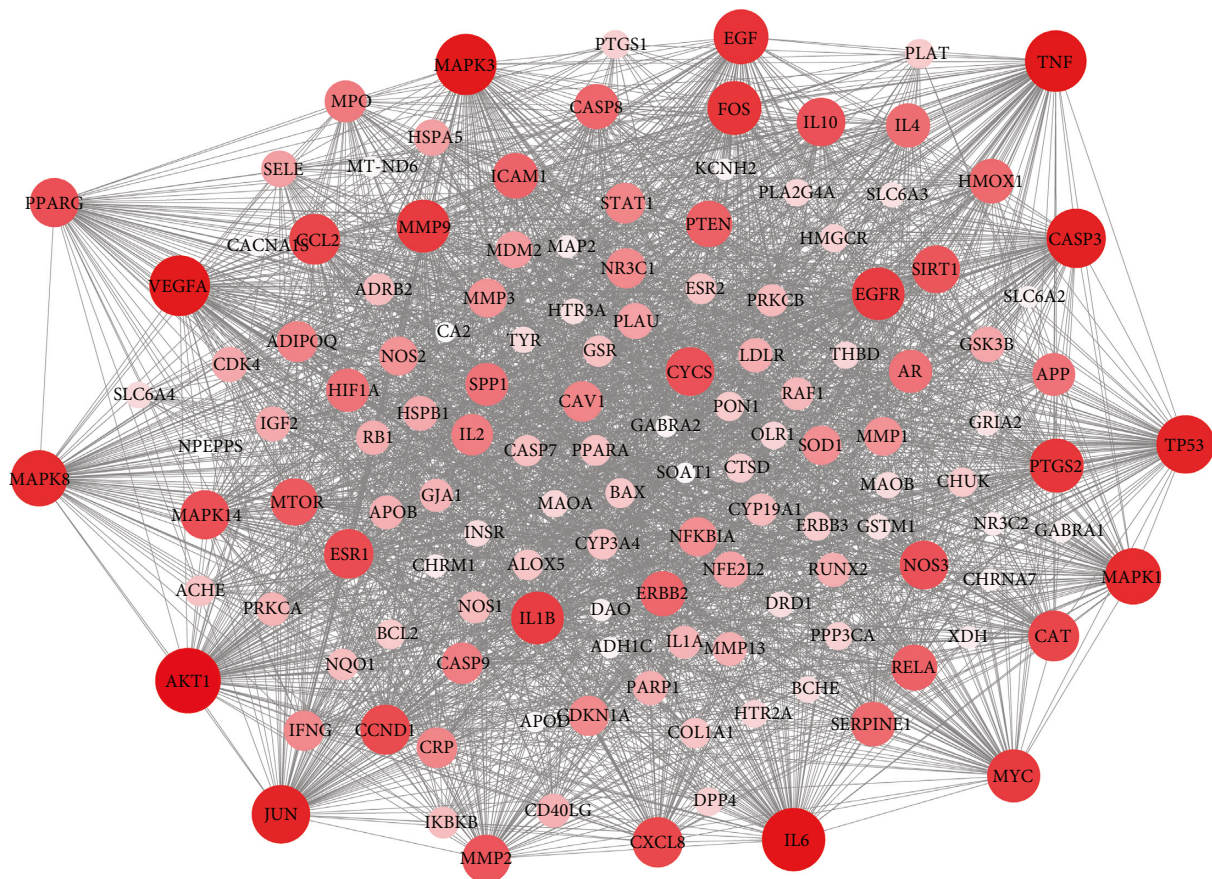 PTGS1
EGF
PLAT
MAPK3
TNF
MPO
CASP8
FOS
IL10
IL4
HSPA5
MT-ND6
KCNH2
SELE
ICAM1
PLA2G4A
SLC6A3
HMOX1
PPARG
STAT1
PTEN
CCL2
MMP9
MDM2
MAP2
HMGCR
CASP3
CACNA1S
NR3C1
SIRT1
VEGFA
ADRB2
MMP3
ESR2
PRKCB
EGFR
SLC6A2
HTR3A
PLAU
CA2
TYR
GSR
LDLR
THBD
GSK3B
ADIPOQ
NOS2
CDK4
SPP1
CYCS
AR
APP
SLC6A4
HIF1A
HSPB1
CAV1
PON1
RAF1
IGF2
RB1
IL2
GABRA2
OLR1
GRIA2
NPEPPS
CASP7
PPARA
SOD1
MMP1
TP53
MAPK8
SOAT1
CTSD
MAOB
CHUK
PTGS2
MTOR
GJA1
MAOA
BAX
MAPK14
APOB
CYP19A1
ERBB3
GSTM1
NR3C2
GABRA1
INSR
CYP3A4
NFKBIA
ESR1
CHRM1
ALOX5
NFE2L2
RUNX2
NOS3
CHRNA7
MAPK1
ACHE
PRKCA
NOS1
ERBB2
DRD1
DAO
IL1B
BCL2
PPP3CA
XDH
CAT
NQO1
CASP9
ADH1C
IL1A
MMP13
RELA
AKT1
PARP1
BCHE
IFNG
CCND1
APOD
CDKN1A
HTR2A
SERPINE1
CRP
COL1A1
MYC
JUN
IKBKB
CD40LG
DPP4
MMP2
CXCL8
IL6